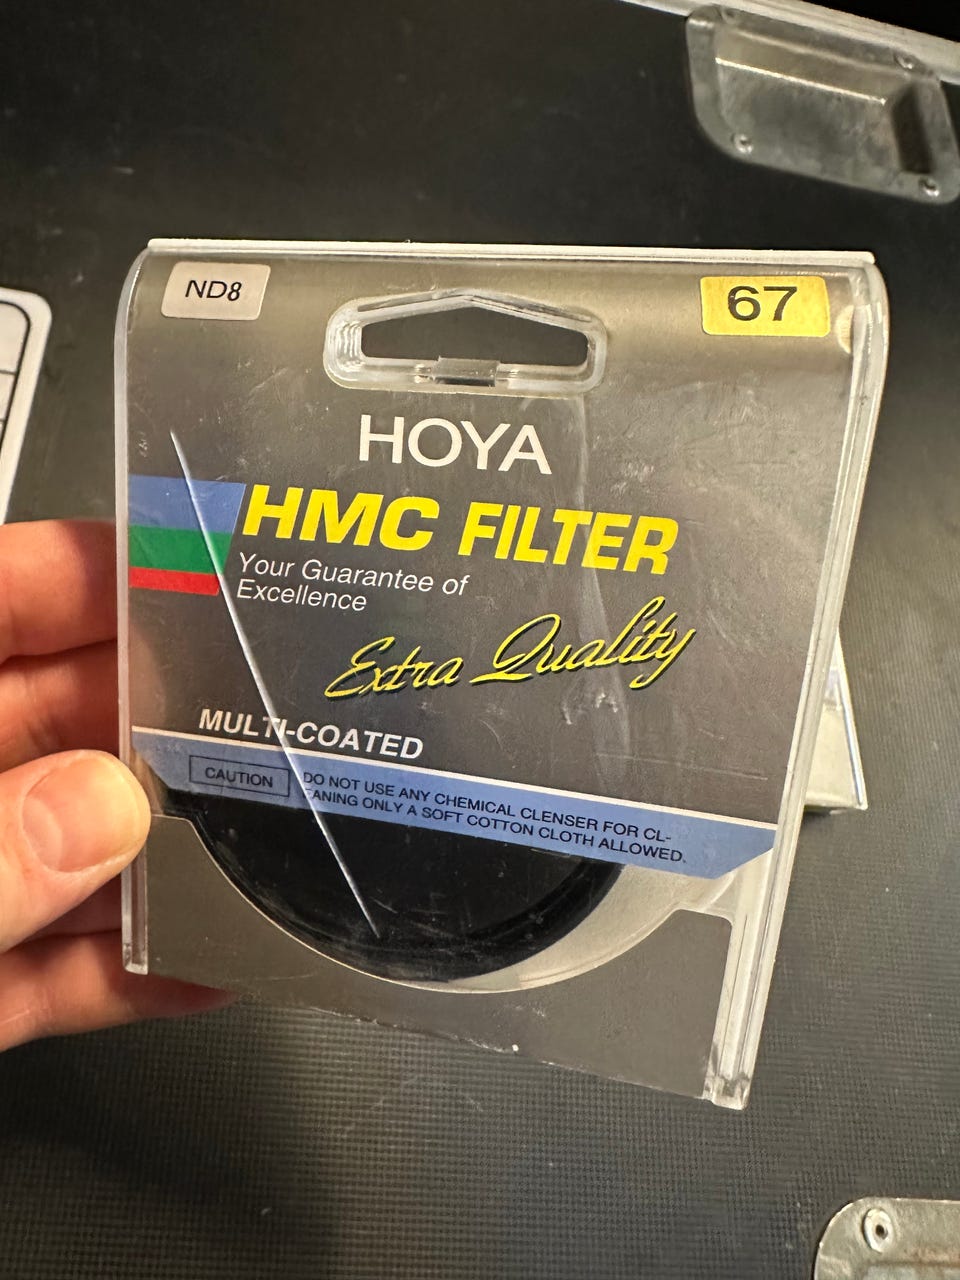 ND8
67
HOYA
HMC FILTER
Your Guarantee of
Excellence
Extra Quality
MULTI-COATED
CAUTION
DO NOT USE ANY CHEMICAL CLENSER FOR CL-
EANING ONLY A SOFT COTTON CLOTH ALLOWED.